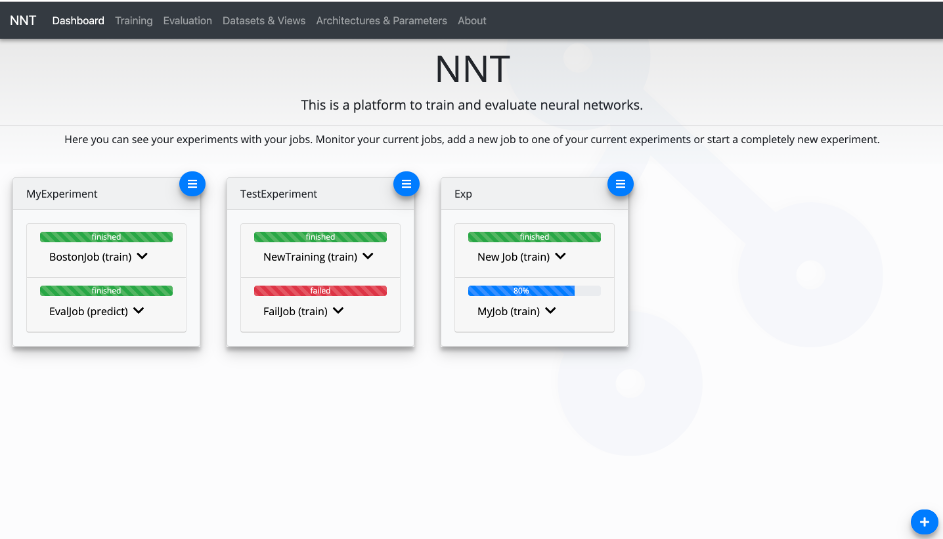 NNT Dashboard Training Evaluation Datasets & Views Architectures & Parameters About
NNT
This is a platform to train and evaluate neural networks.
Here you can see your experiments with your jobs. Monitor your current jobs, add a new job to one of your current experiments or start a completely new experiment.
MyExperiment
finished
BostonJob (train)
finished
EvalJob (predict)
TestExperiment
finished
NewTraining (train)
failed
FailJob (train)
Exp
finished
New Job (train)
80%
MyJob (train)